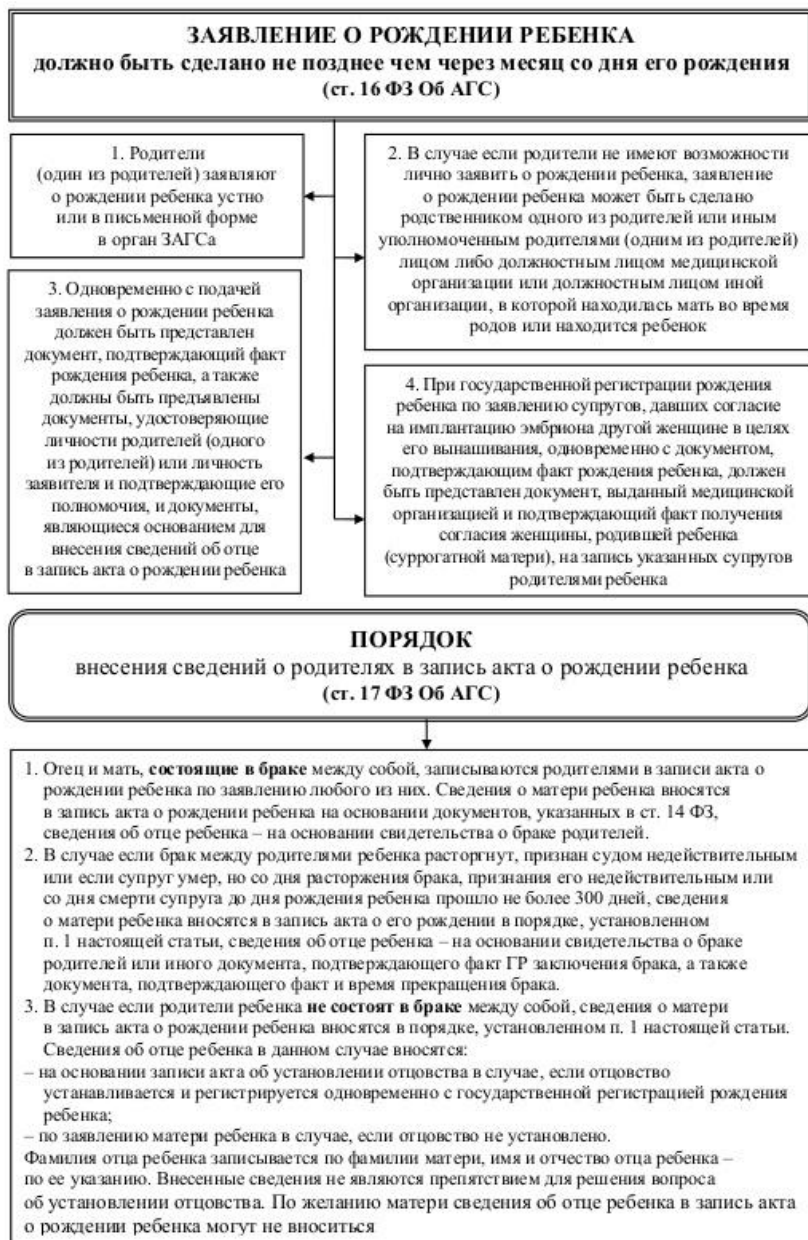 ЗАЯВЛЕНИЕ О РОЖДЕНИИ РЕБЕНКА
должно быть сделано не позднее чем через месяц со дня его рождения
(ст. 16 ФЗ Об АГС)
1. Родители
(один из родителей) заявляют
о рождении ребенка устно
или в письменной форме
в орган ЗАГСа
2. В случае если родители не имеют возможности
лично заявить о рождении ребенка, заявление
о рождении ребенка может быть сделано
родственником одного из родителей или иным
уполномоченным родителями (одним из родителей)
лицом либо должностным лицом медицинской
организации или должностным лицом иной
организации, в которой находилась мать во время
родов или находится ребенок
3. Одновременно с подачей
заявления о рождении ребенка
должен быть представлен
документ, подтверждающий факт
рождения ребенка, а также
должны быть предъявлены
документы, удостоверяющие
личности родителей (одного
из родителей) или личность
заявителя и подтверждающие его
полномочия, и документы,
являющиеся основанием для
внесения сведений об отце
в запись акта о рождении ребенка
4. При государственной регистрации рождения
ребенка по заявлению супругов, давших согласие
на имплантацию эмбриона другой женщине в целях
его вынашивания, одновременно с документом,
подтверждающим факт рождения ребенка, должен
быть представлен документ, выданный медицинской
организацией и подтверждающий факт получения
согласия женщины, родившей ребенка
(суррогатной матери), на запись указанных супругов
родителями ребенка
ПОРЯДОК
внесения сведений о родителях в запись акта о рождении ребенка
(ст. 17 ФЗ Об АГС)
1. Отец и мать, состоящие в браке между собой, записываются родителями в записи акта о
рождении ребенка по заявлению любого из них. Сведения о матери ребенка вносятся
в запись акта о рождении ребенка на основании документов, указанных в ст. 14 ФЗ,
сведения об отце ребенка – на основании свидетельства о браке родителей.
2. В случае если брак между родителями ребенка расторгнут, признан судом недействительным
или если супруг умер, но со дня расторжения брака, признания его недействительным или
со дня смерти супруга до дня рождения ребенка прошло не более 300 дней, сведения
о матери ребенка вносятся в запись акта о его рождении в порядке, установленном
п. 1 настоящей статьи, сведения об отце ребенка – на основании свидетельства о браке
родителей или иного документа, подтверждающего факт ГР заключения брака, а также
документа, подтверждающего факт и время прекращения брака.
3. В случае если родители ребенка не состоят в браке между собой, сведения о матери
в запись акта о рождении ребенка вносятся в порядке, установленном п. 1 настоящей статьи.
Сведения об отце ребенка в данном случае вносятся:
– на основании записи акта об установлении отцовства в случае, если отцовство
устанавливается и регистрируется одновременно с государственной регистрацией рождения
ребенка;
– по заявлению матери ребенка в случае, если отцовство не установлено.
Фамилия отца ребенка записывается по фамилии матери, имя и отчество отца ребенка –
по ее указанию. Внесенные сведения не являются препятствием для решения вопроса
об установлении отцовства. По желанию матери сведения об отце ребенка в запись акта
о рождении ребенка могут не вноситься